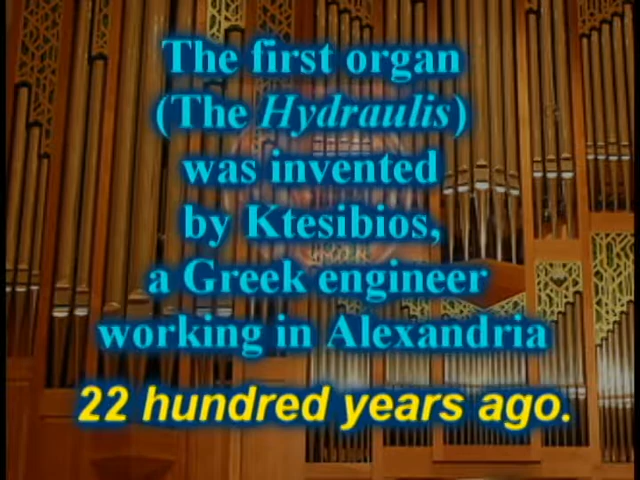 The first organ
(The Hydraulis)
was invented
by Ktesibios,
a Greek engineer
working in Alexandria
22 hundred years ago.